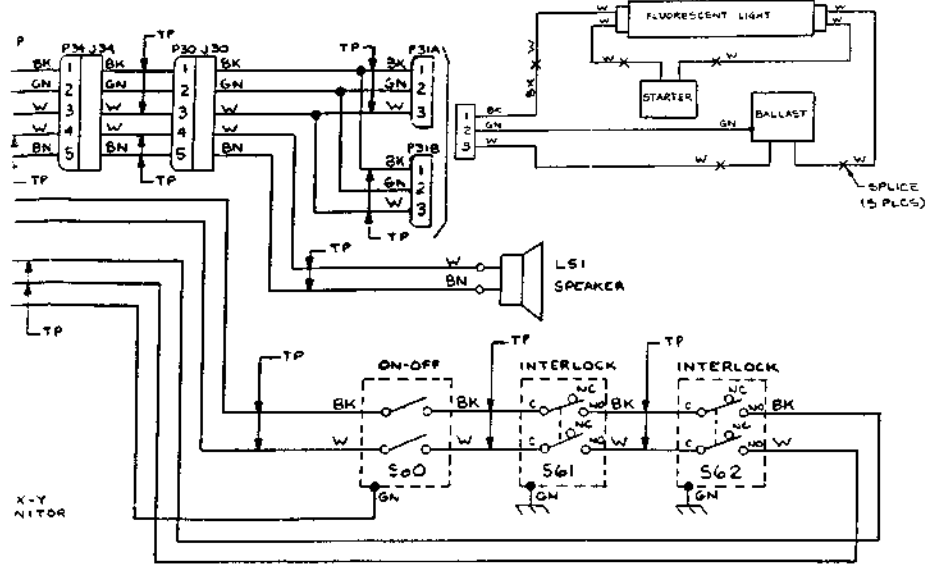 P
P34 J34
TP
P30 J30
TP
P31A
BK 1 BK 1 BK BK 1
GN 2 GN 2 GN GN 2
W 3 W 3 W W 3
W 4 W 4 W
BN 5 BN 5 BN
TP
TP
P31B
BK 1
GN 2
W 3
TP
1 BK
2 GN
3 W
W
W
FLUORESCENT LIGHT
W
W
BK
W
W
W
STARTER
GN
BALLAST
W
W
W
SPLICE
(5 PLCS)
TP
W
BN
LS1
SPEAKER
TP
TP
ON-OFF
TP
INTERLOCK
TP
INTERLOCK
BK BK C NC NO BK C NC NO BK
W W C NC NO W C NC NO W
S60
S61
S62
GN
GN
GN
X-Y
NITOR